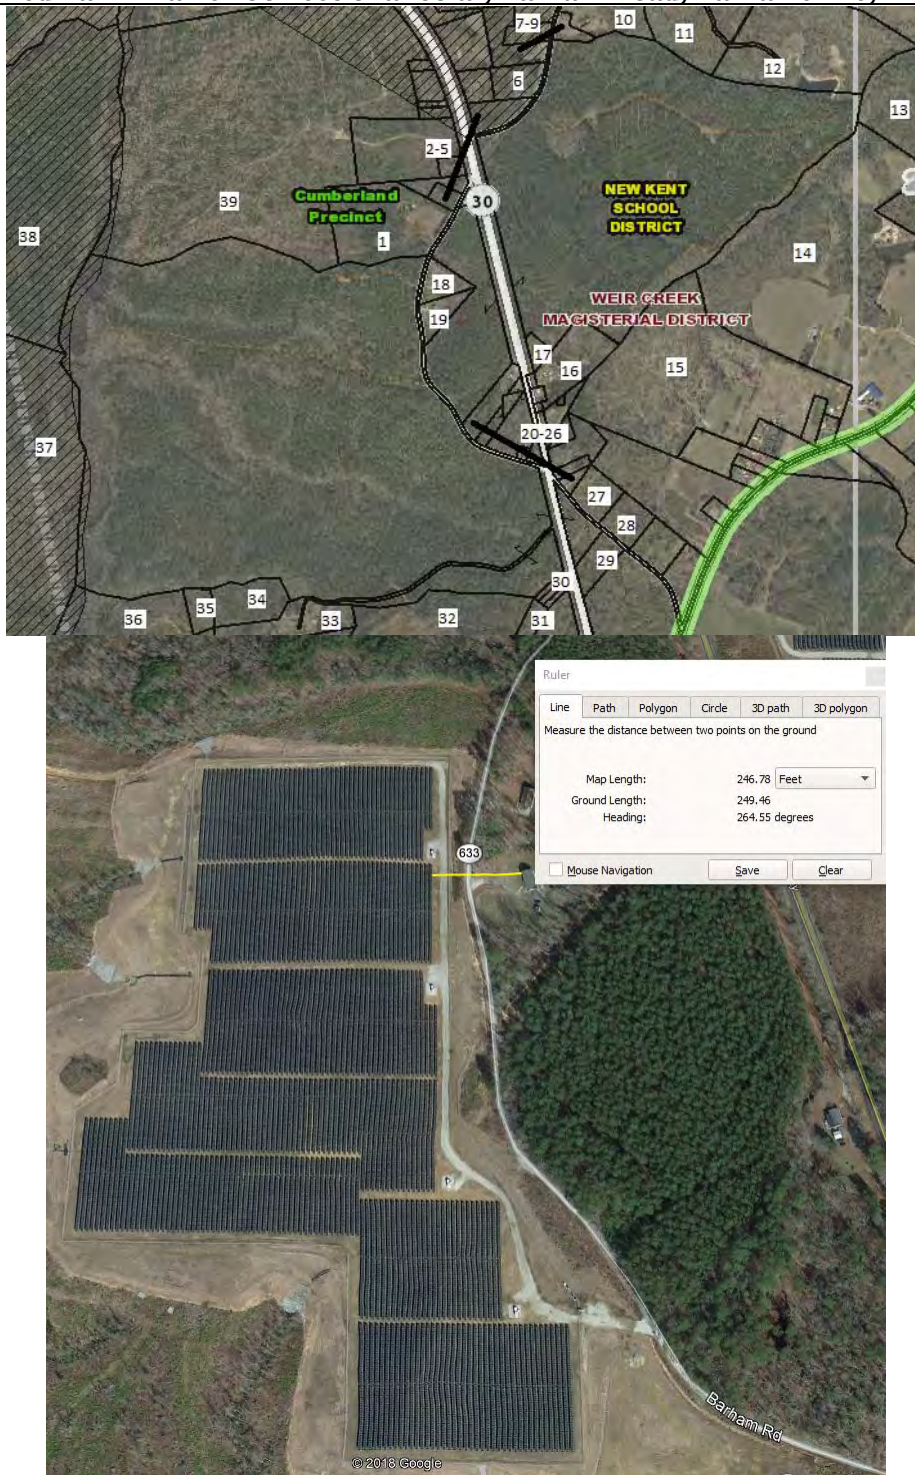 7-9
10
11
12
6
13
2-5
39
Cumberland
Precinct
30
NEW KENT
SCHOOL
DISTRICT
38
1
14
18
WEIR CREEK
MAGISTERIAL DISTRICT
19
17
16
15
20-26
37
27
28
29
30
34
35
36
33
32
31
Ruler
Line Path Polygon Circle 3D path 3D polygon
Measure the distance between two points on the ground
Map Length: 246.78 Feet
Ground Length: 249.46
Heading: 264.55 degrees
Mouse Navigation Save Clear
633
Barham Rd
© 2018 Google